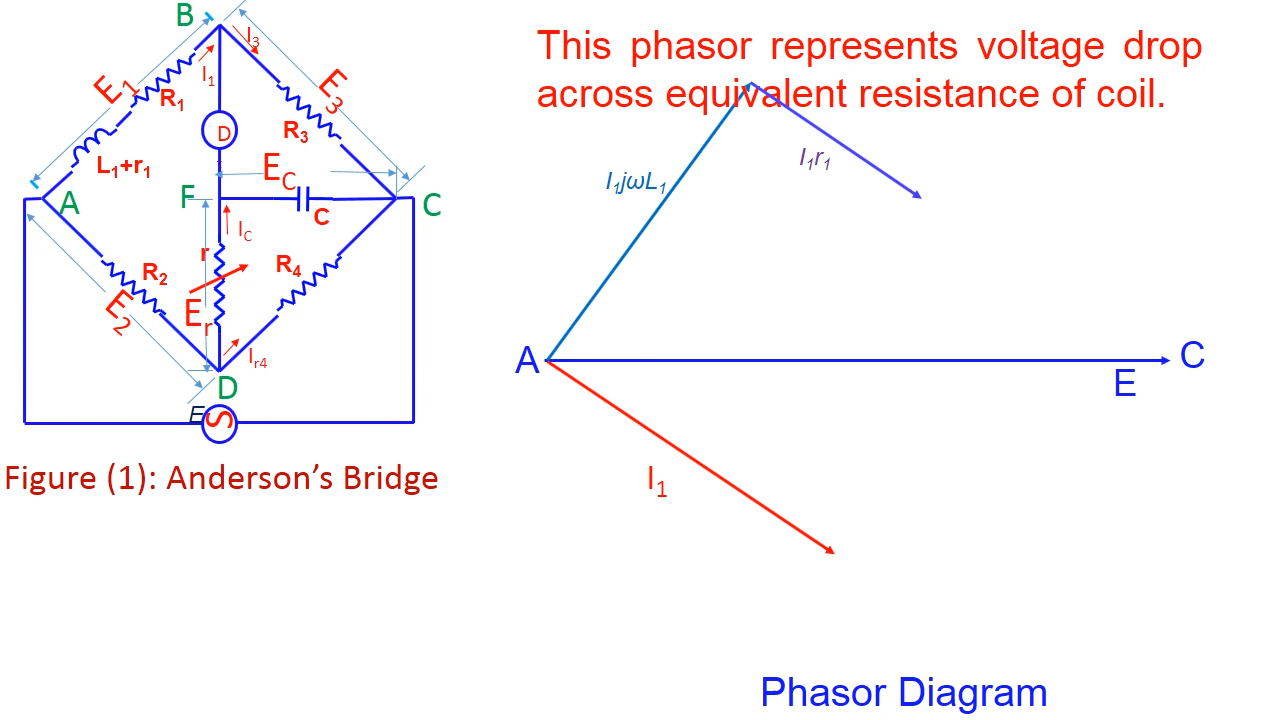 This phasor represents voltage drop
across equivalent resistance of coil.
B
I3
E1
I1
R1
E3
R3
D
L1+r1
EC
A
F
C
C
IC
r
R4
R2
E2
Er
Ir4
D
E
S
Figure (1): Anderson's Bridge
I1jωL1
I1r1
A
C
E
I1
Phasor Diagram